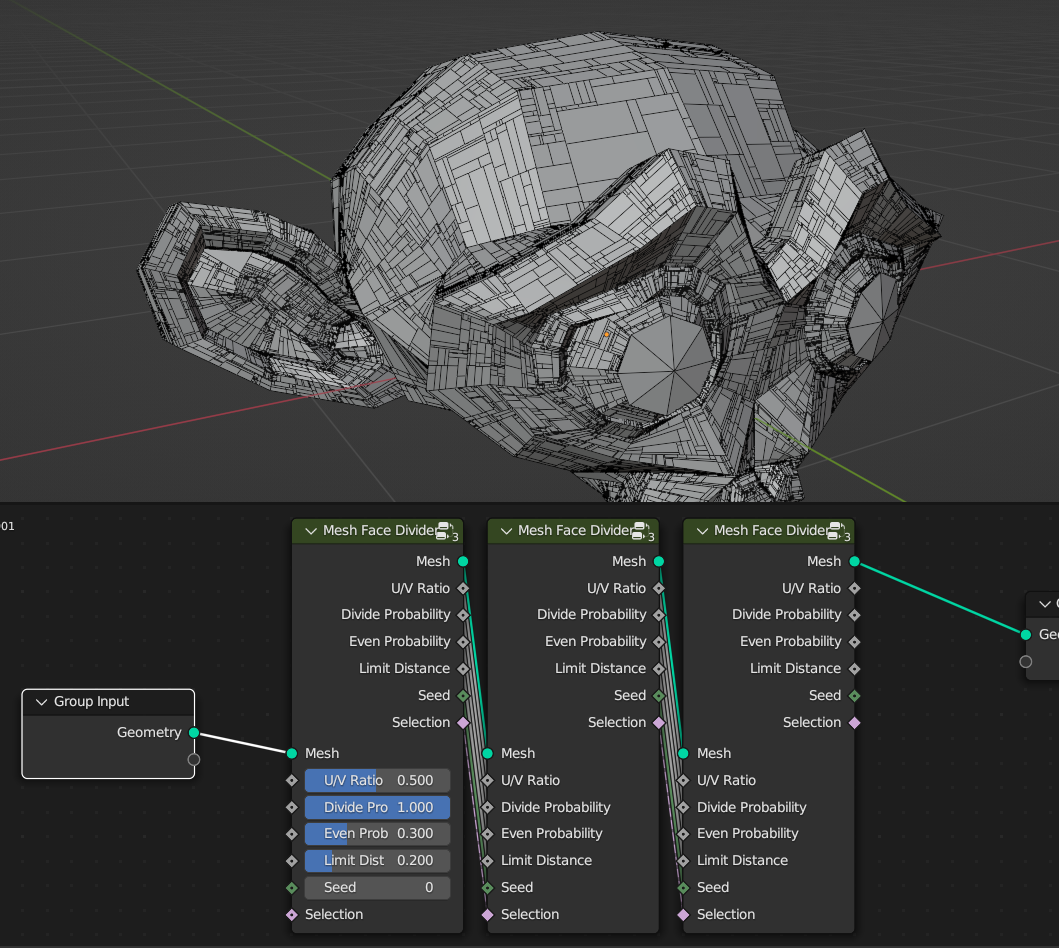 01
Mesh Face Divide 3
Mesh
U/V Ratio
Divide Probability
Even Probability
Limit Distance
Seed
Selection
Mesh
U/V Ratio 0.500
Divide Pro 1.000
Even Prob 0.300
Limit Dist 0.200
Seed 0
Selection
Mesh Face Divide 3
Mesh
U/V Ratio
Divide Probability
Even Probability
Limit Distance
Seed
Selection
Mesh
U/V Ratio
Divide Probability
Even Probability
Limit Distance
Seed
Selection
Mesh Face Divide 3
Mesh
U/V Ratio
Divide Probability
Even Probability
Limit Distance
Seed
Selection
Mesh
U/V Ratio
Divide Probability
Even Probability
Limit Distance
Seed
Selection
Group Input
Geometry
Geo